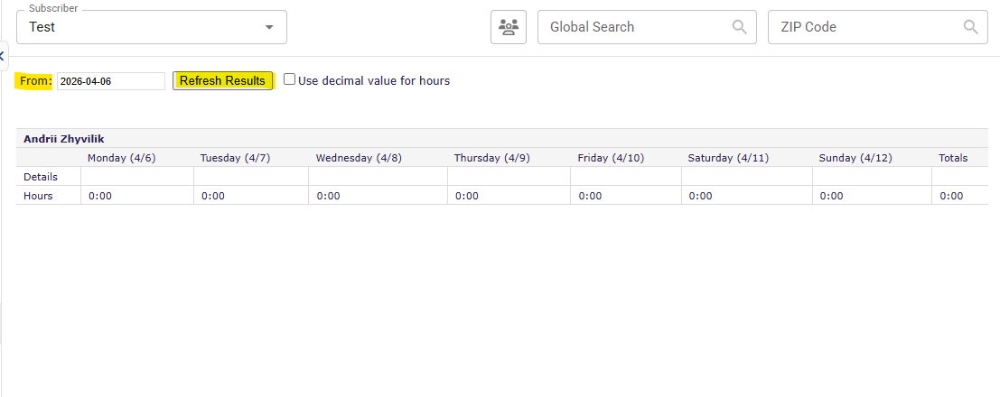 Subscriber
Test
Global Search
ZIP Code
From: 2026-04-06 Refresh Results Use decimal value for hours
Andrii Zhyvilik
Monday (4/6) Tuesday (4/7) Wednesday (4/8) Thursday (4/9) Friday (4/10) Saturday (4/11) Sunday (4/12) Totals
Details
Hours 0:00 0:00 0:00 0:00 0:00 0:00 0:00 0:00